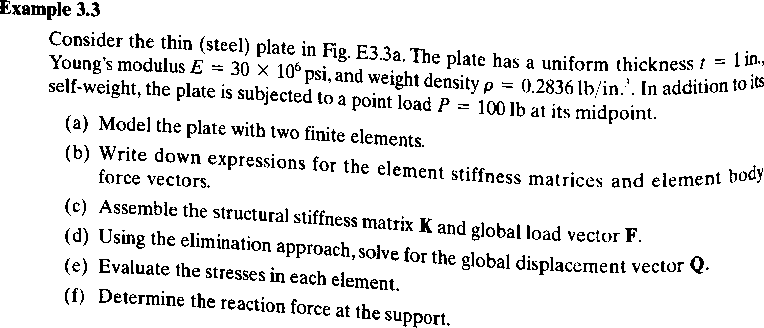 Example 3.3
Consider the thin (steel) plate in Fig. E3.3a. The plate has a uniform thickness t = 1 in.,
Young's modulus E = 30 × 10⁶ psi, and weight density ρ = 0.2836 lb/in.³. In addition to its
self-weight, the plate is subjected to a point load P = 100 lb at its midpoint.
(a) Model the plate with two finite elements.
(b) Write down expressions for the element stiffness matrices and element body
force vectors.
(c) Assemble the structural stiffness matrix K and global load vector F.
(d) Using the elimination approach, solve for the global displacement vector Q.
(e) Evaluate the stresses in each element.
(f) Determine the reaction force at the support.